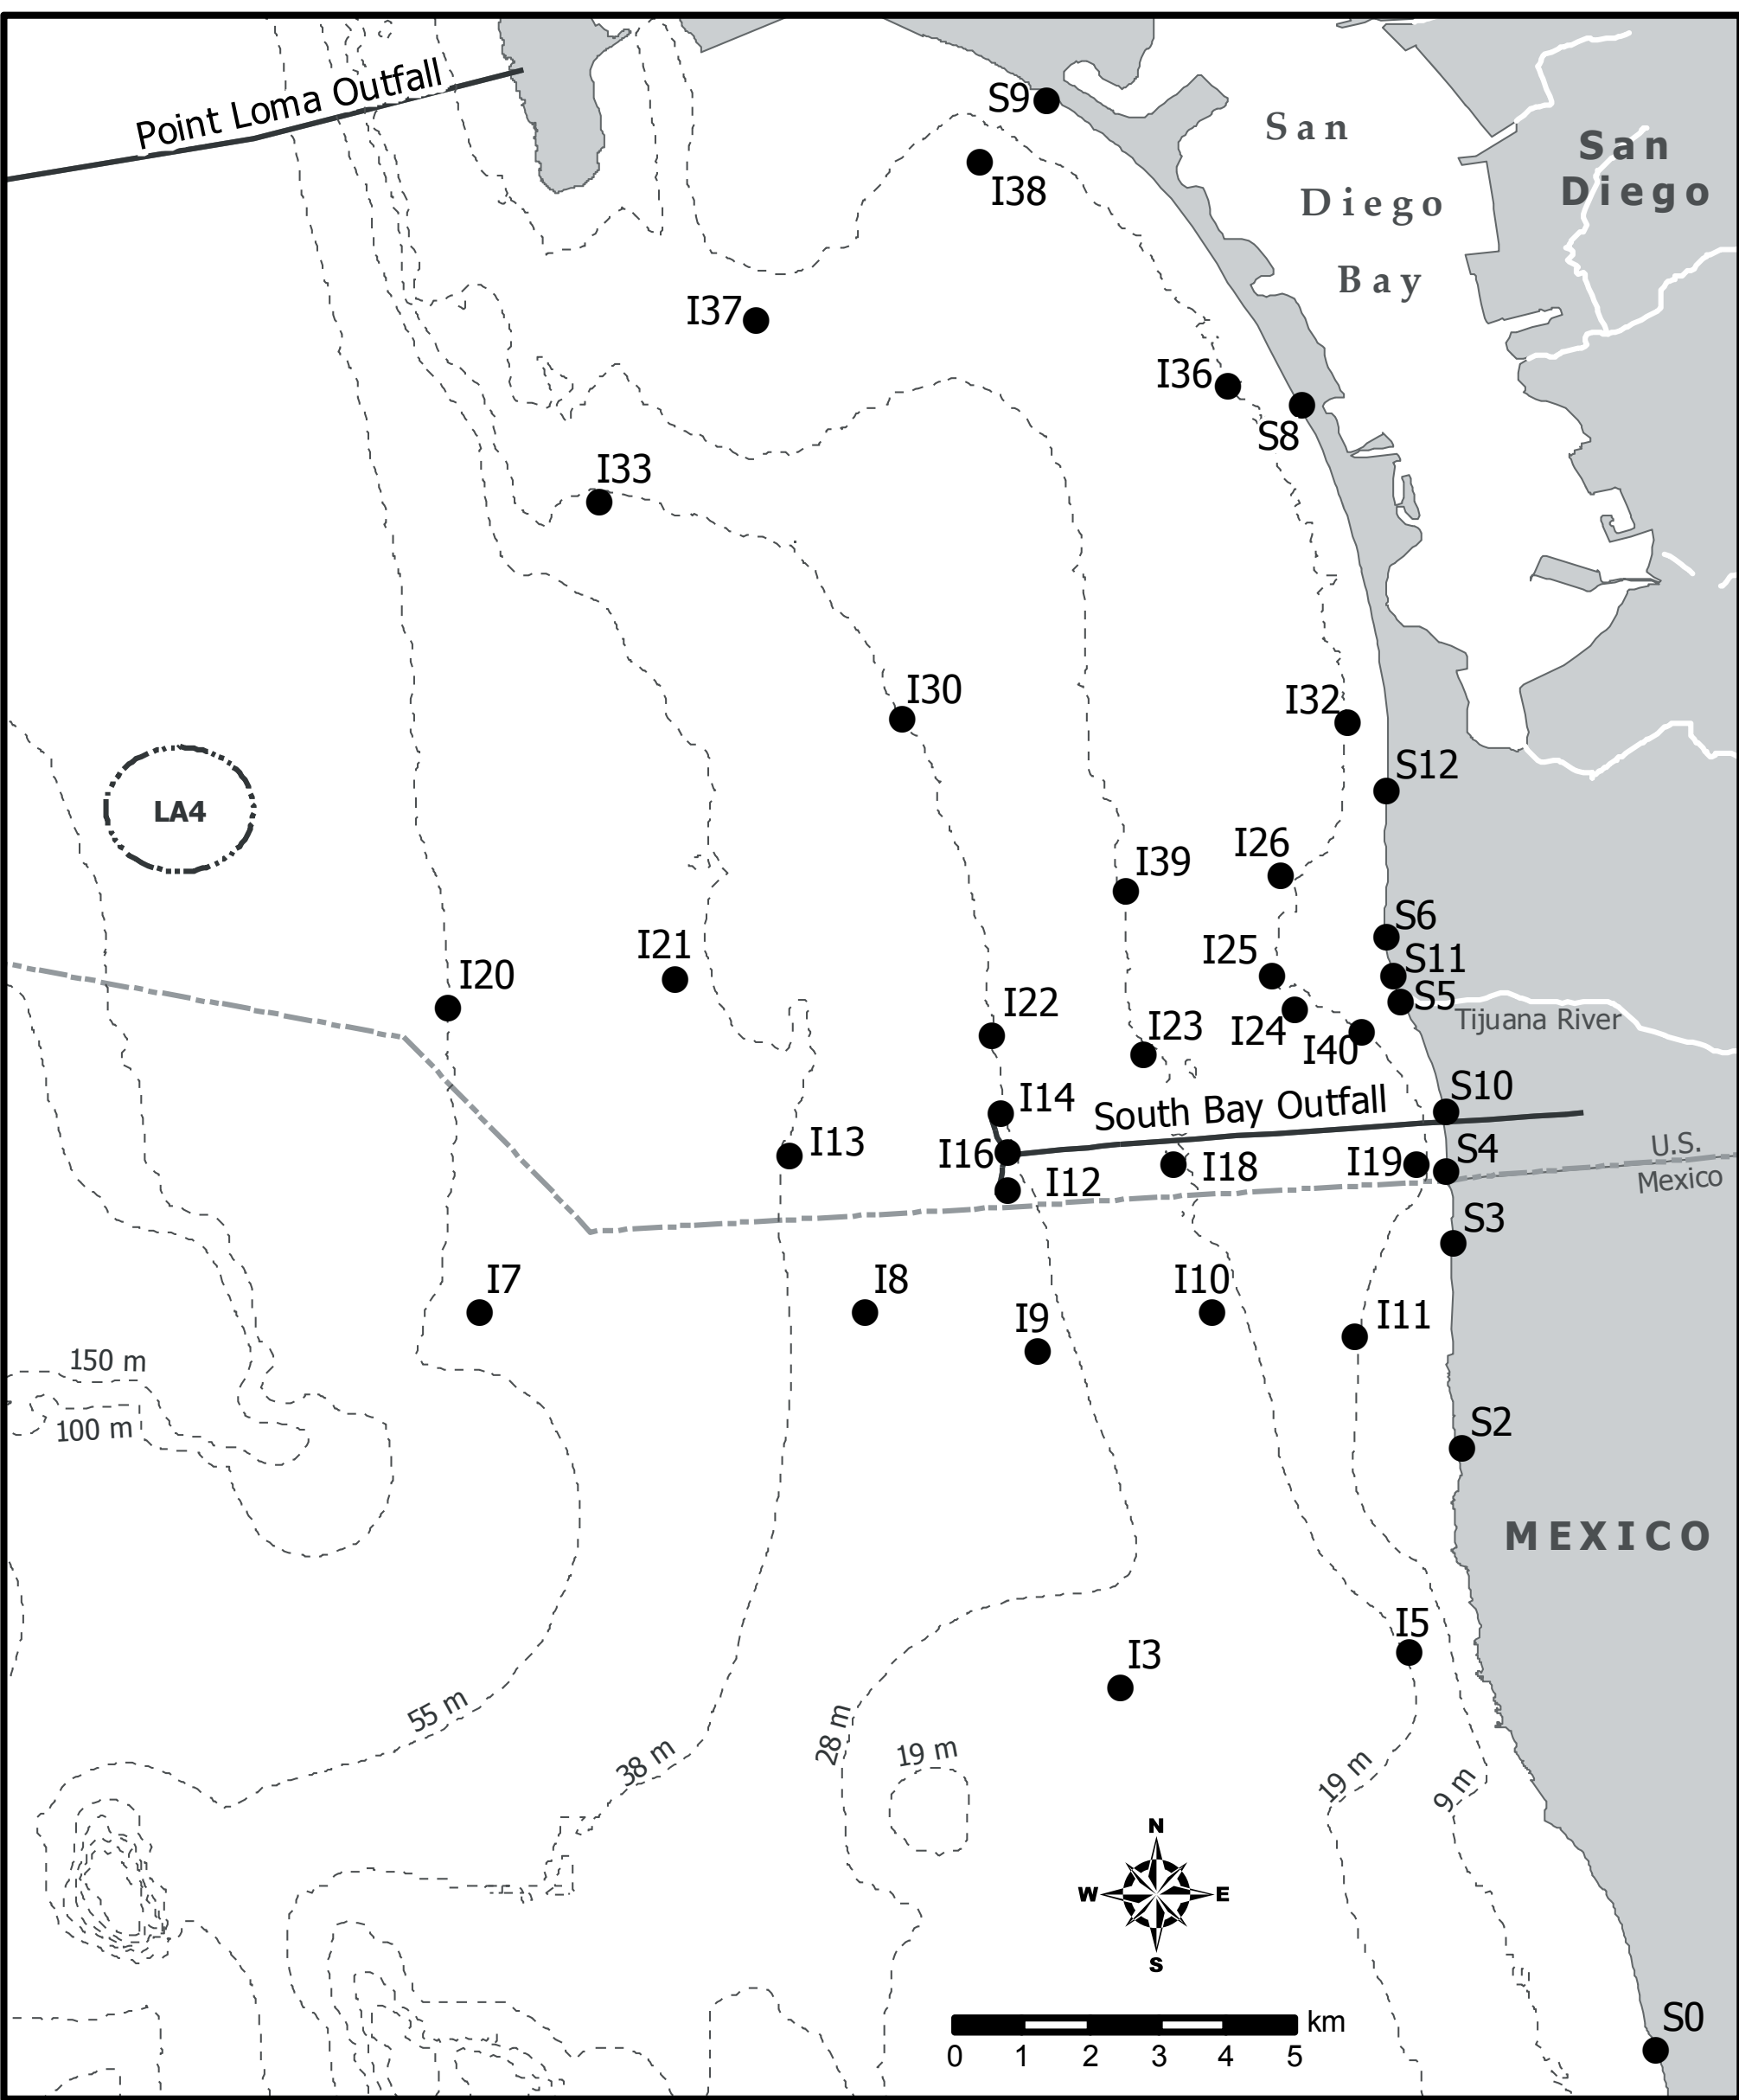 Point Loma Outfall
S9
San
Diego
Bay
San
Diego
I38
I37
I36
S8
I33
I30
I32
S12
LA4
I26
I39
S6
I25
S11
I21
I20
S5
I22
I24
Tijuana River
I23
I40
S10
I14
South Bay Outfall
I13
I16
I18
I19
S4
U.S.
Mexico
I12
S3
I7
I8
I10
I9
I11
150 m
100 m
S2
MEXICO
I5
I3
55 m
38 m
28 m
19 m
19 m
9 m
N
W
E
S
S0
km
0 1 2 3 4 5